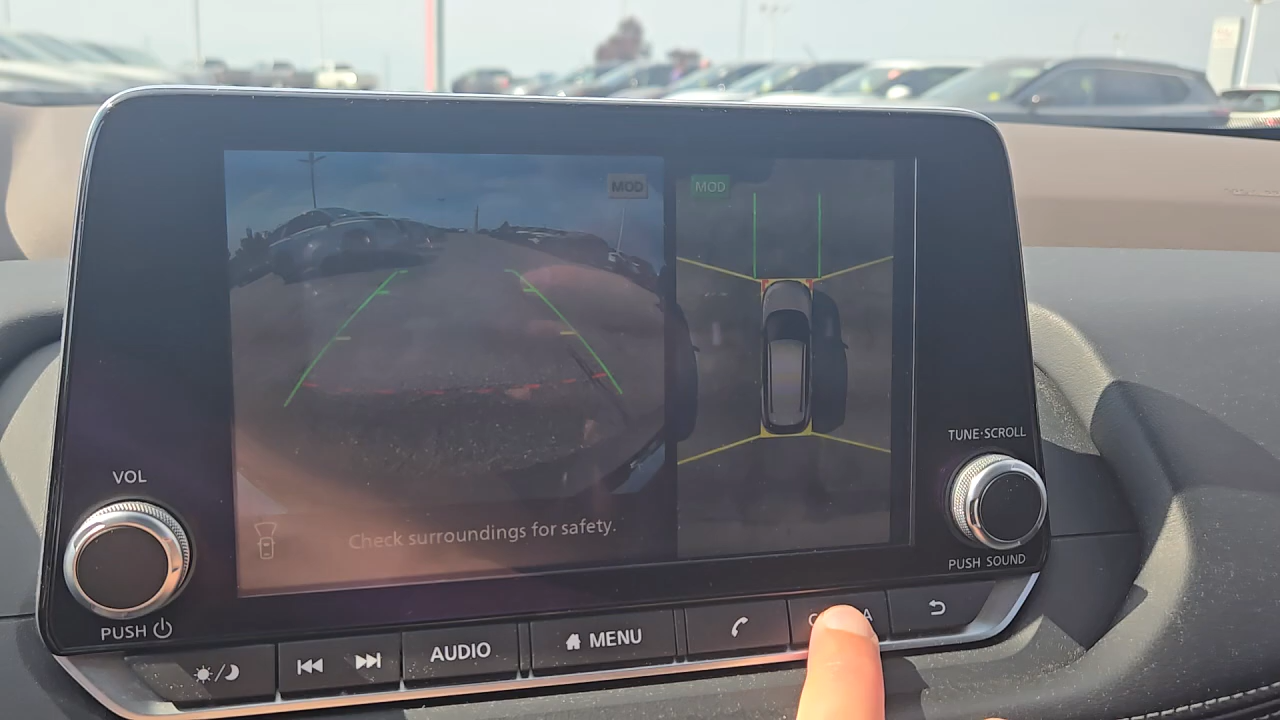 MOD
MOD
Check surroundings for safety.
VOL
PUSH
TUNE·SCROLL
PUSH SOUND
AUDIO
MENU